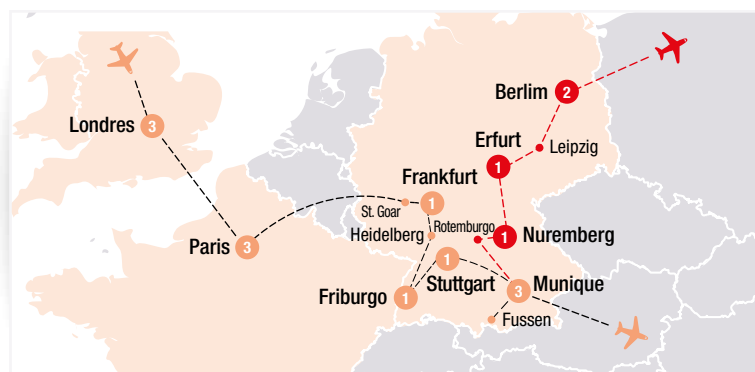 Berlim
2
Londres
3
Erfurt
Leipzig
1
Frankfurt
1
St. Goar
Rotemburgo
Heidelberg
1
Nuremberg
Paris
3
1
Stuttgart
Munique
3
Friburgo
1
Fussen